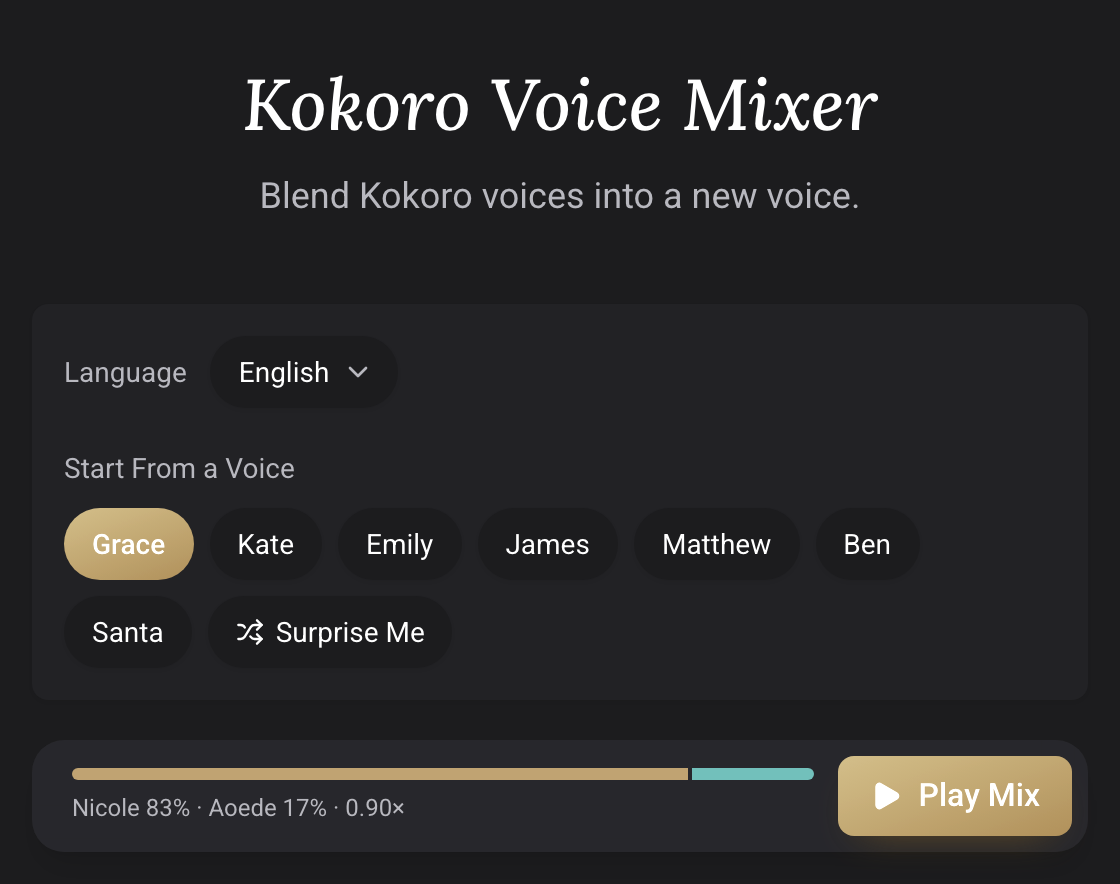 Kokoro Voice Mixer
Blend Kokoro voices into a new voice.
Language English
Start From a Voice
Grace Kate Emily James Matthew Ben
Santa Surprise Me
Nicole 83% · Aoede 17% · 0.90×
Play Mix